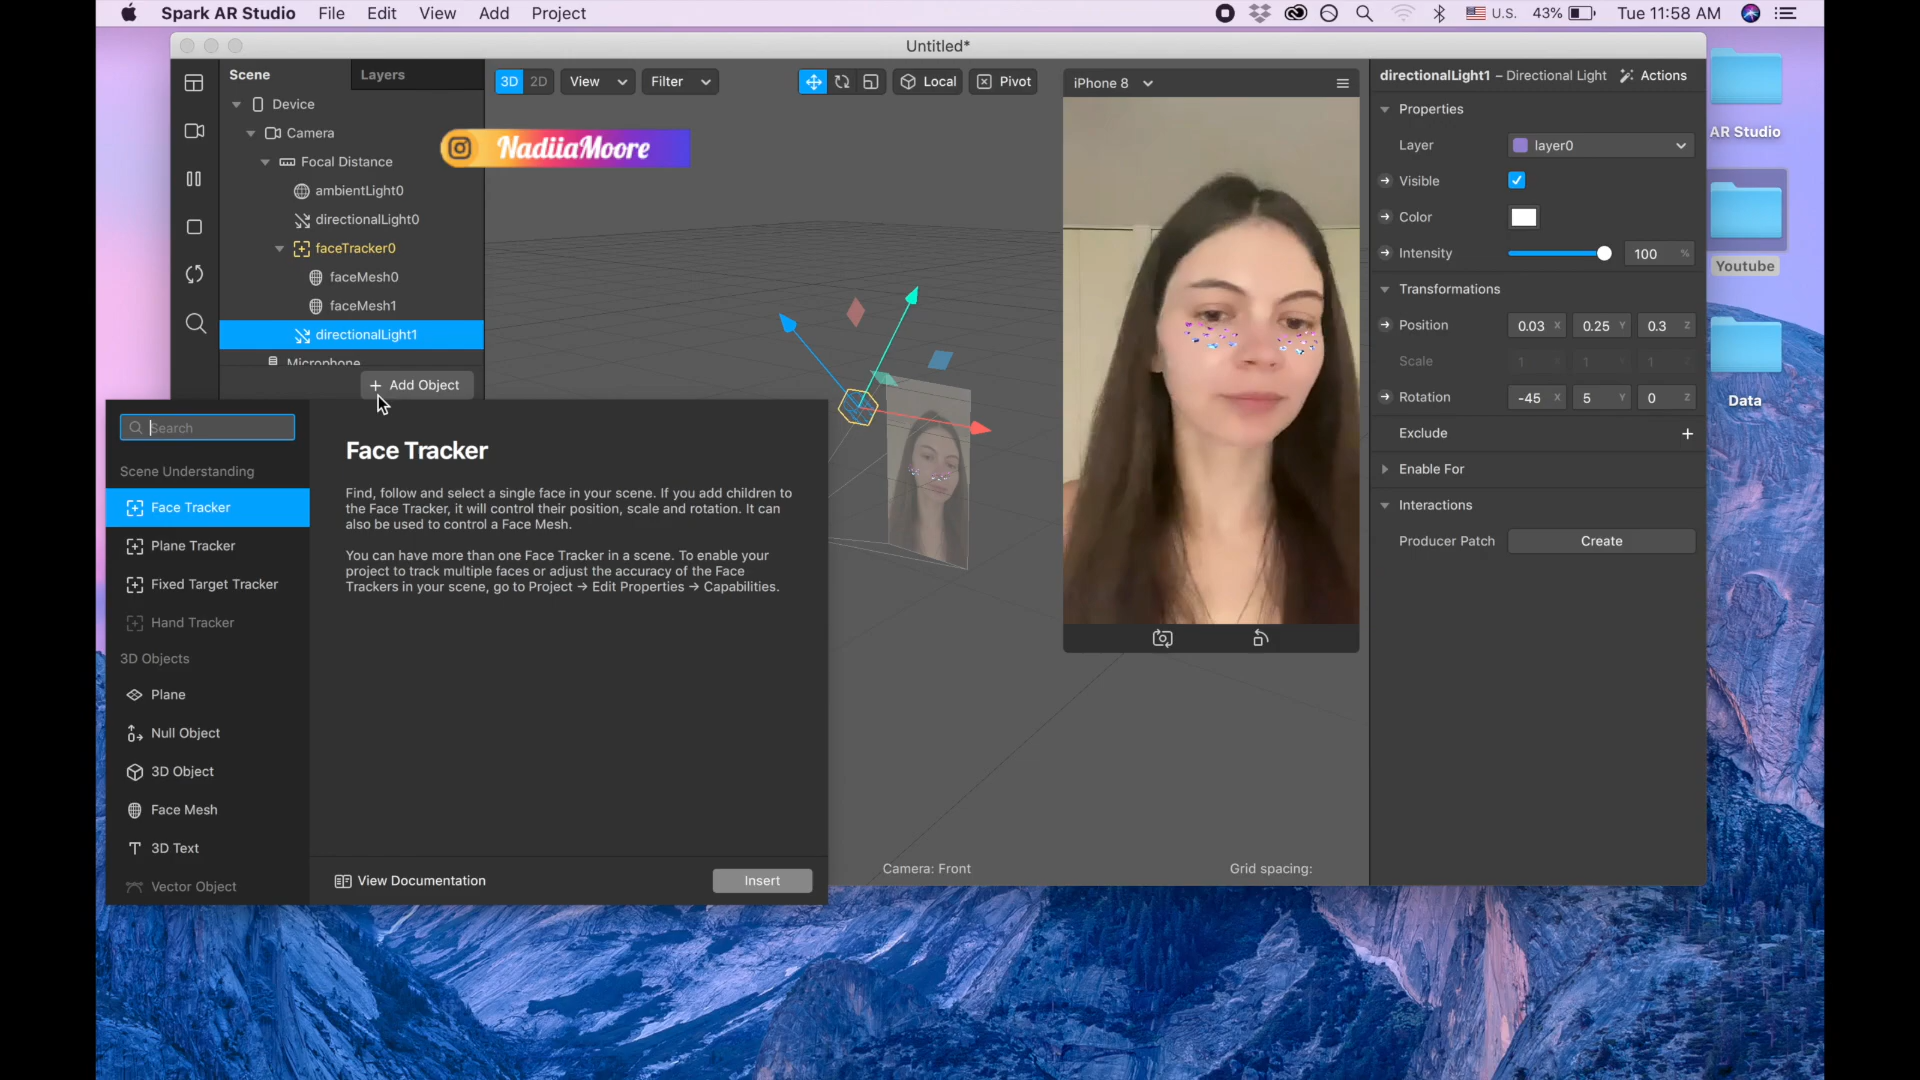 Spark AR Studio File Edit View Add Project
U.S. 43% Tue 11:58 AM
Untitled*
Scene Layers
Device
Camera
Focal Distance
ambientLight0
directionalLight0
faceTracker0
faceMesh0
faceMesh1
directionalLight1
Microphone
+ Add Object
3D 2D View Filter Local Pivot
NadiiaMoore
iPhone 8
directionalLight1 – Directional Light Actions
Properties
Layer layer0
Visible
Color
Intensity 100 %
Transformations
Position 0.03 X 0.25 Y 0.3 Z
Scale 1 X 1 Y 1 Z
Rotation -45 X 5 Y 0 Z
Exclude +
Enable For
Interactions
Producer Patch Create
AR Studio
Youtube
Data
Search
Scene Understanding
Face Tracker
Plane Tracker
Fixed Target Tracker
Hand Tracker
3D Objects
Plane
Null Object
3D Object
Face Mesh
3D Text
Vector Object
Face Tracker
Find, follow and select a single face in your scene. If you add children to
the Face Tracker, it will control their position, scale and rotation. It can
also be used to control a Face Mesh.
You can have more than one Face Tracker in a scene. To enable your
project to track multiple faces or adjust the accuracy of the Face
Trackers in your scene, go to Project → Edit Properties → Capabilities.
View Documentation Insert
Camera: Front Grid spacing: